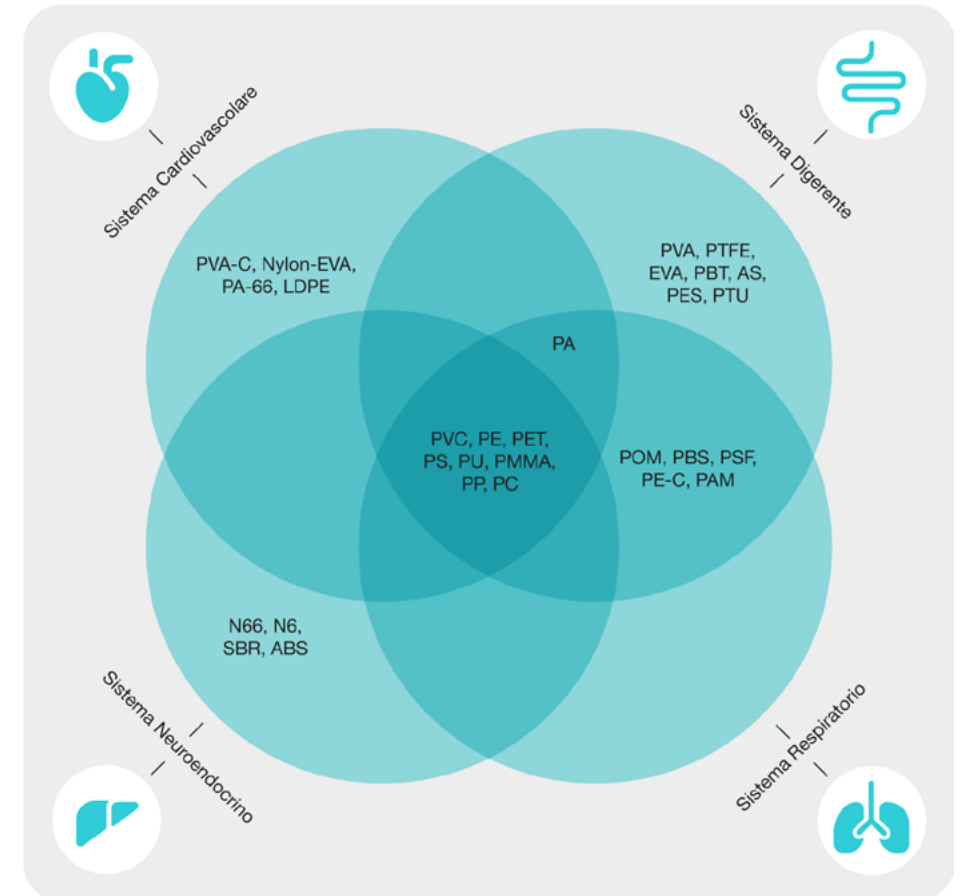 Sistema Cardiovascolare
Sistema Digerente
PVA-C, Nylon-EVA,
PA-66, LDPE
PVA, PTFE,
EVA, PBT, AS,
PES, PTU
PA
PVC, PE, PET,
PS, PU, PMMA,
PP, PC
POM, PBS, PSF,
PE-C, PAM
N66, N6,
SBR, ABS
Sistema Neuroendocrino
Sistema Respiratorio